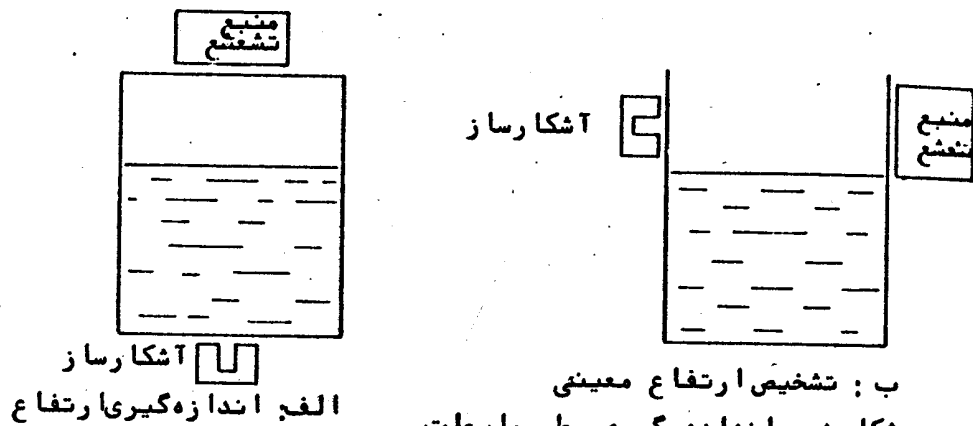 منبع
تشعشع
آشکارساز
الف: اندازه‌گیری ارتفاع
منبع
تشعشع
آشکارساز
ب: تشخیص ارتفاع معینی